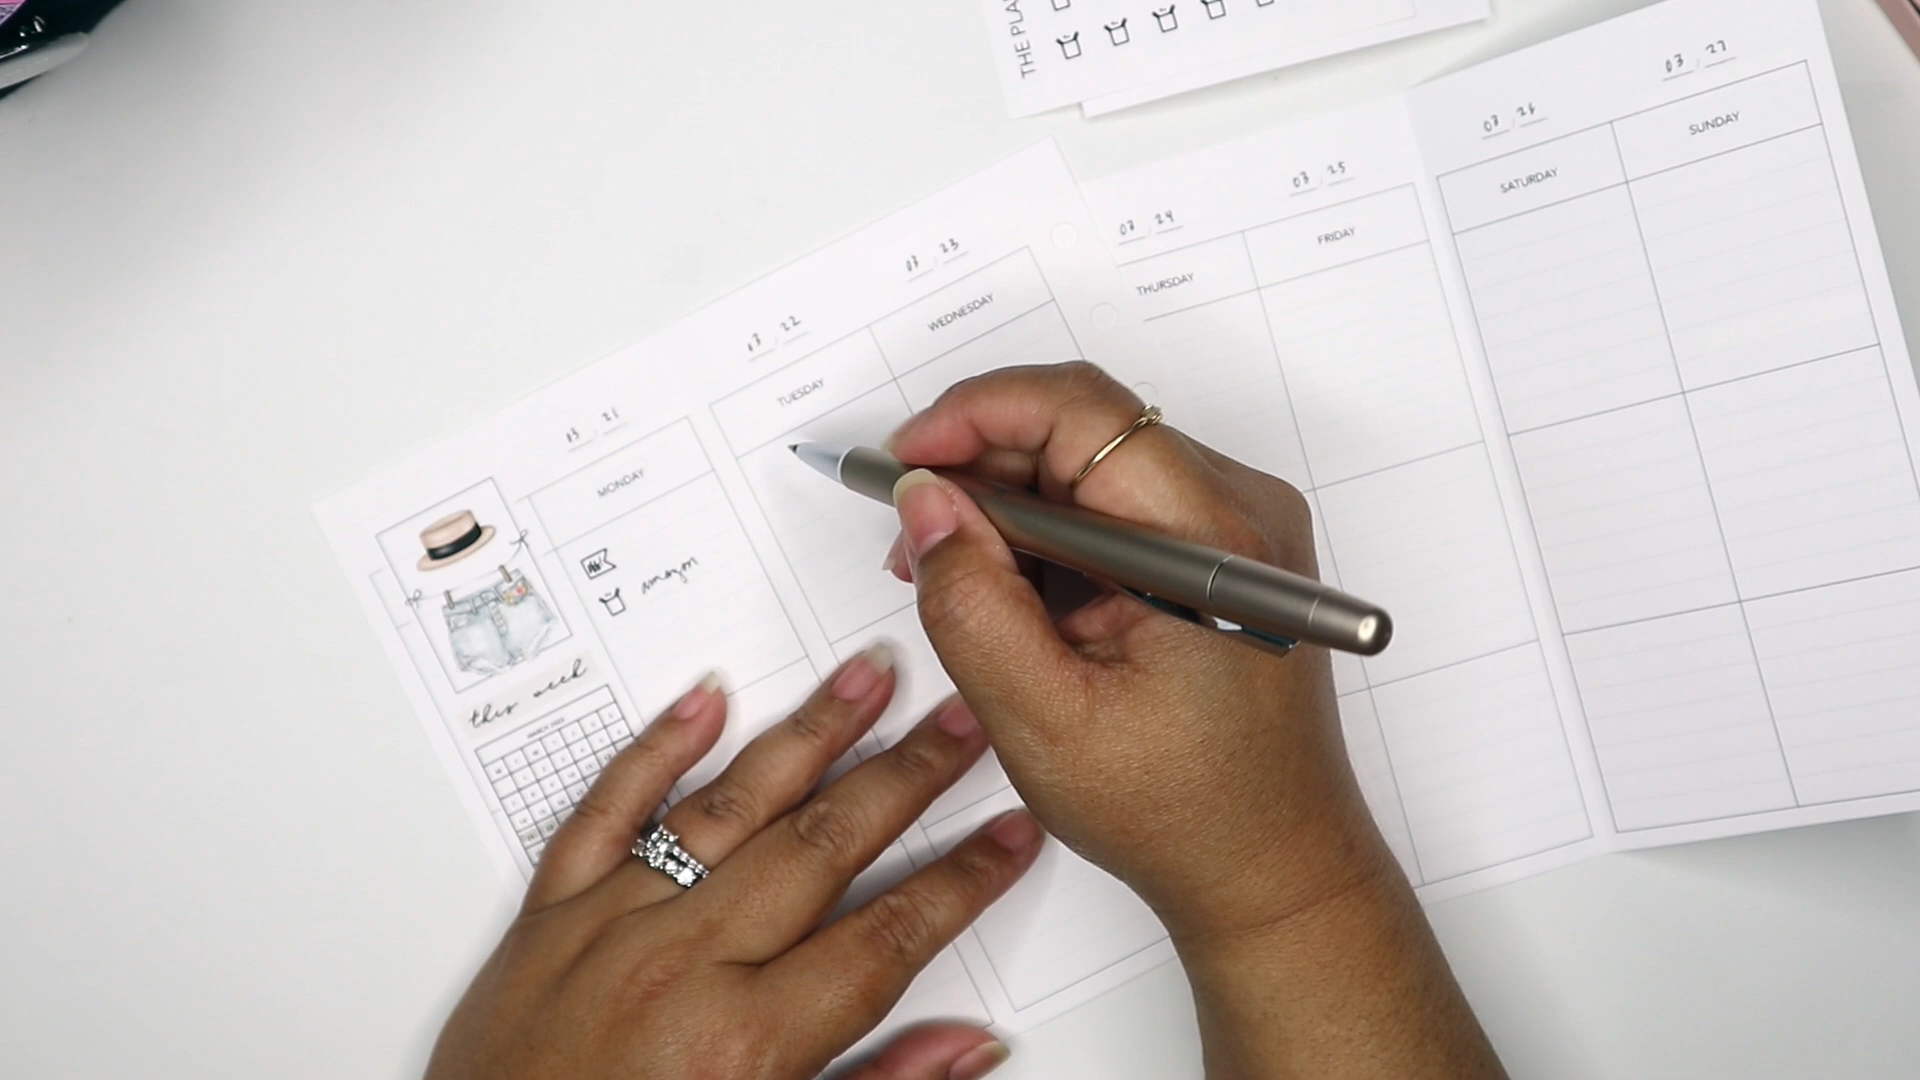 THE PLA
03 / 21
03 / 22
03 / 23
03 / 24
03 / 25
03 / 26
03 / 27
MONDAY
TUESDAY
WEDNESDAY
THURSDAY
FRIDAY
SATURDAY
SUNDAY
amazon
this week